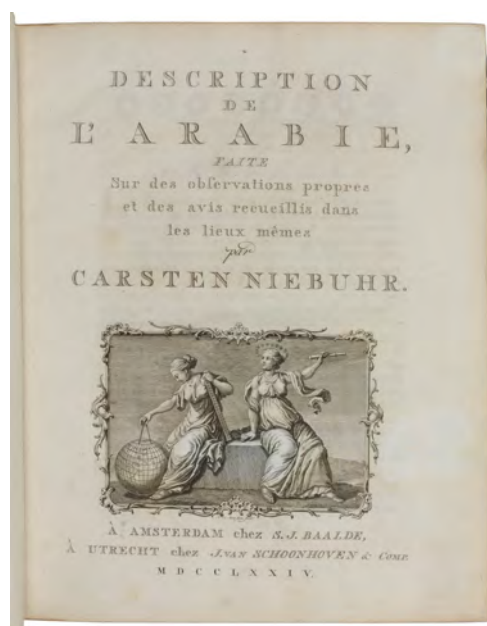 DESCRIPTION
DE
L'ARABIE,
FAITE
Sur des obſervations propres
et des avis recueillis dans
les lieux mêmes
par
CARSTEN NIEBUHR.
À AMSTERDAM chez S. J. BAALDE,
À UTRECHT chez J. VAN SCHOONHOVEN & Comp.
MDCCLXXIV.